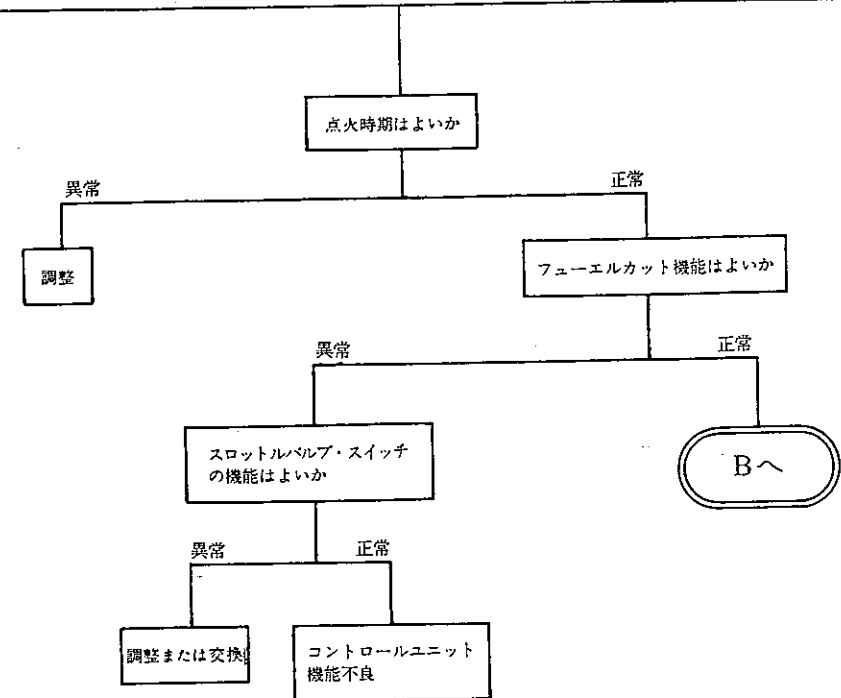 点火時期はよいか
異常
正常
調整
フューエルカット機能はよいか
異常
正常
スロットルバルブ・スイッチ
の機能はよいか
Bへ
異常
正常
調整または交換
コントロールユニット
機能不良